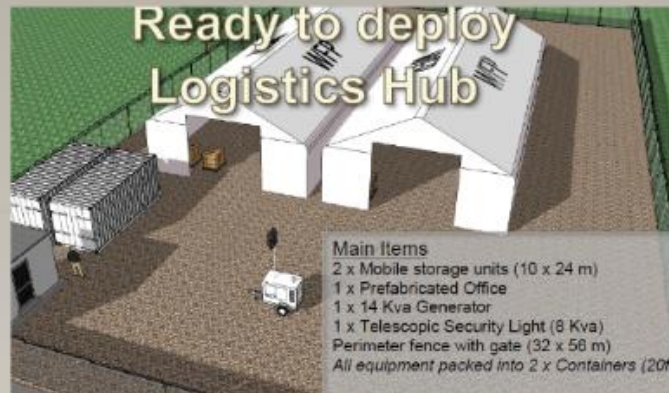 Ready to deploy
Logistics Hub
WFP
WFP
Main Items
2 x Mobile storage units (10 x 24 m)
1 x Prefabricated Office
1 x 14 Kva Generator
1 x Telescopic Security Light (8 Kva)
Perimeter fence with gate (32 x 56 m)
All equipment packed into 2 x Containers (20f